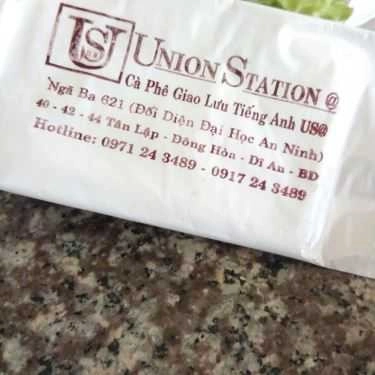 US
UNION STATION @
Cà Phê Giao Lưu Tiếng Anh US@
Ngã Ba 621 (Đối Diện Đại Học An Ninh)
40 - 42 - 44 Tân Lập - Đông Hòa - Dĩ An - BD
Hotline: 0971 24 3489 - 0917 24 3489